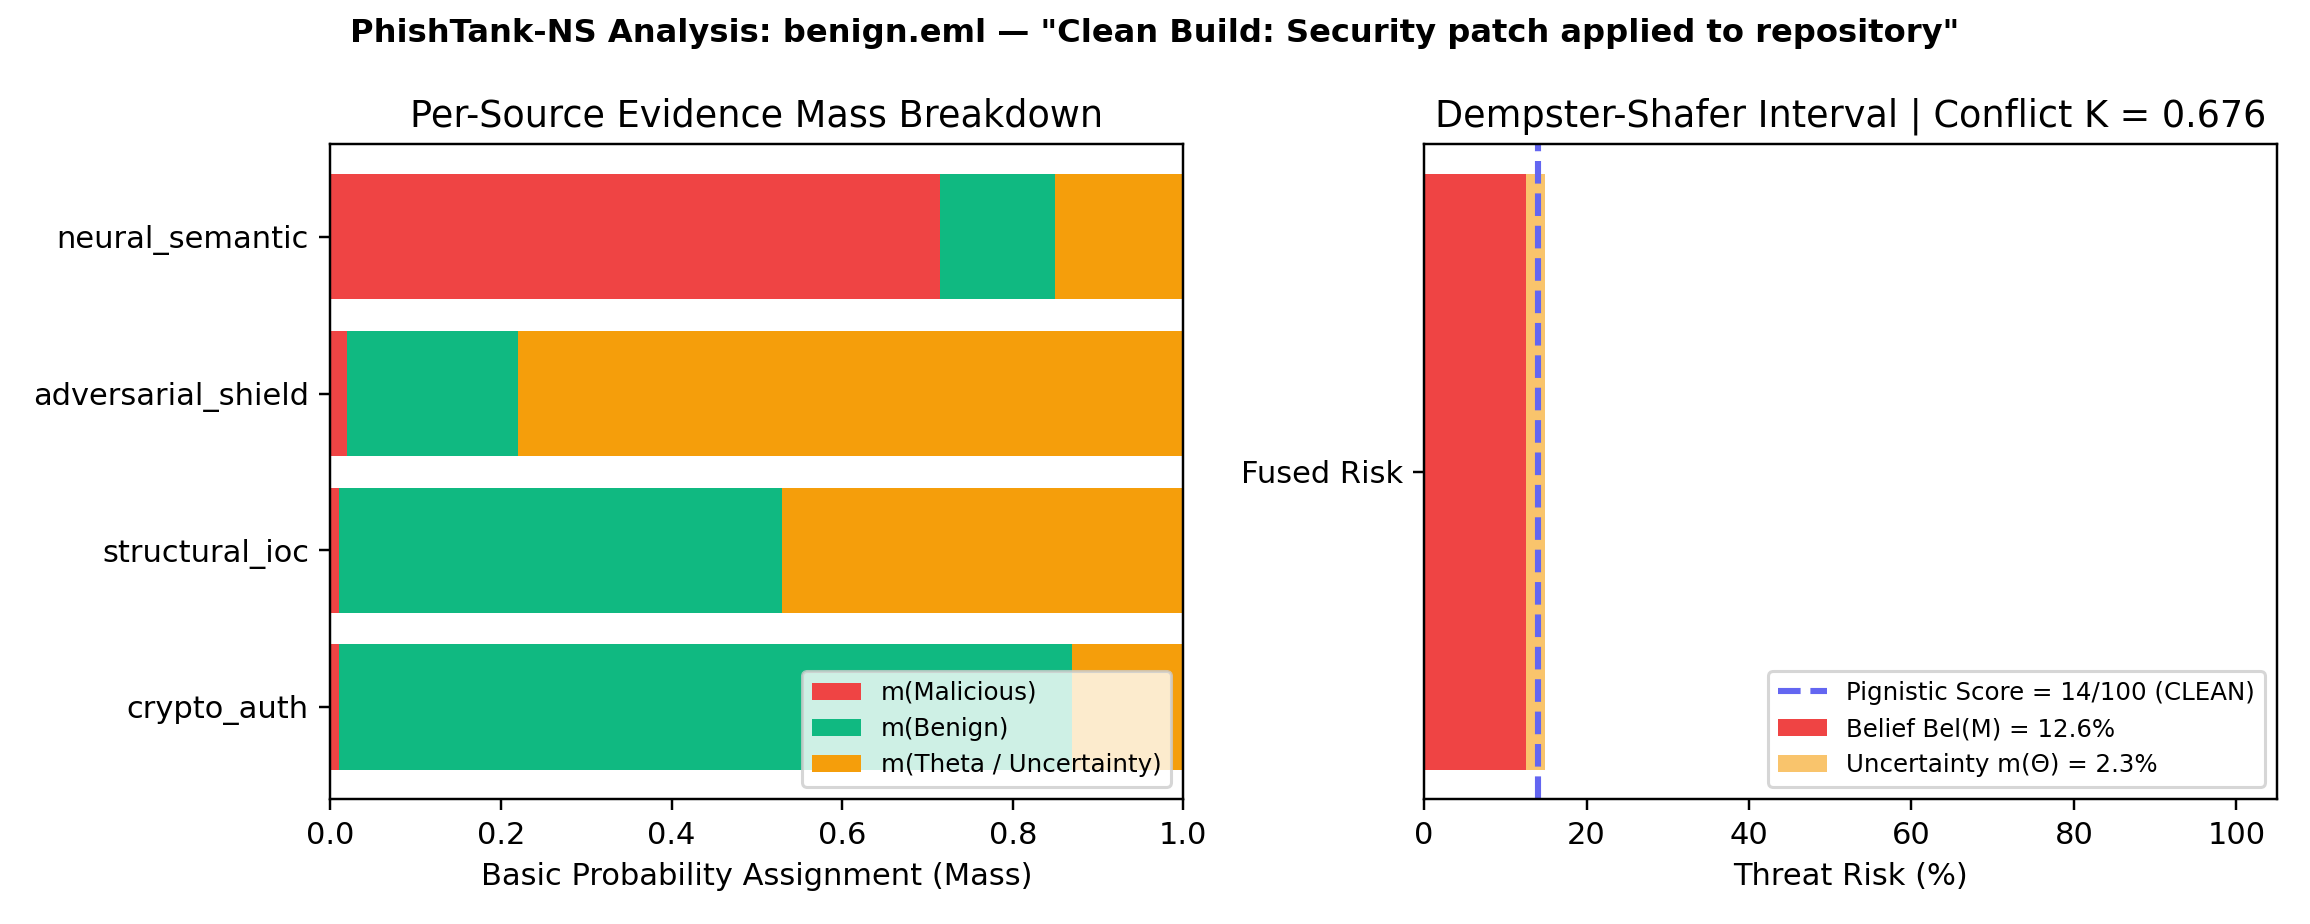 PhishTank-NS Analysis: benign.eml — "Clean Build: Security patch applied to repository"
Per-Source Evidence Mass Breakdown
neural_semantic
adversarial_shield
structural_ioc
crypto_auth
m(Malicious)
m(Benign)
m(Theta / Uncertainty)
0.0 0.2 0.4 0.6 0.8 1.0
Basic Probability Assignment (Mass)
Dempster-Shafer Interval | Conflict K = 0.676
Fused Risk
Pignistic Score = 14/100 (CLEAN)
Belief Bel(M) = 12.6%
Uncertainty m(Θ) = 2.3%
0 20 40 60 80 100
Threat Risk (%)